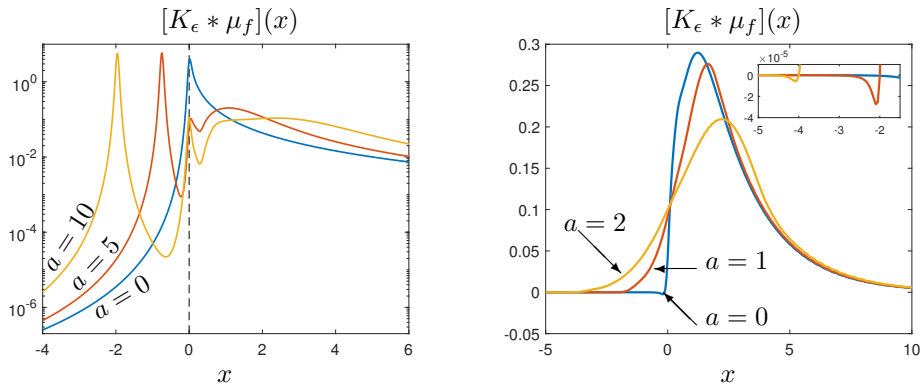 [K_ϵ * μ_f](x)
10^0
10^-2
10^-4
10^-6
a = 10
a = 5
a = 0
-4 -2 0 2 4 6
x
[K_ϵ * μ_f](x)
0.3
0.25
0.2
0.15
0.1
0.05
0
-0.05
×10^-5
0
-2
-4
-5 -4 -3 -2
a = 2
a = 1
a = 0
-5 0 5 10
x